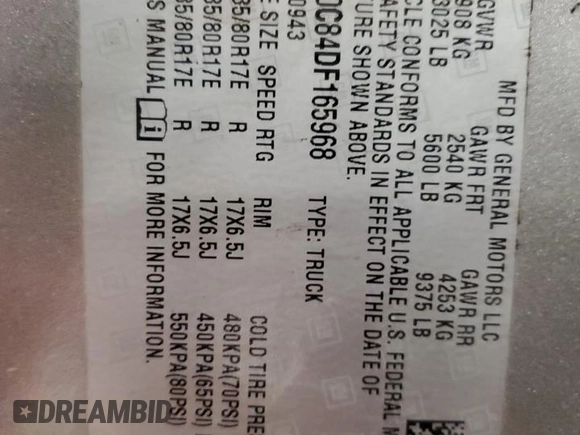 MFD BY GENERAL MOTORS LLC
GVWR GAWR FRT GAWR RR
908 KG 2540 KG 4253 KG
3025 LB 5600 LB 9375 LB
CLE CONFORMS TO ALL APPLICABLE U.S. FEDERAL M
AFETY STANDARDS IN EFFECT ON THE DATE OF
TURE SHOWN ABOVE.
DC84DF165968 TYPE: TRUCK
0943
E SIZE SPEED RTG RIM COLD TIRE PRE
35/80R17E R 17X6.5J 480KPA(70PSI)
35/80R17E R 17X6.5J 450KPA(65PSI)
35/80R17E R 17X6.5J 550KPA(80PSI)
S MANUAL i FOR MORE INFORMATION.
DREAMBID